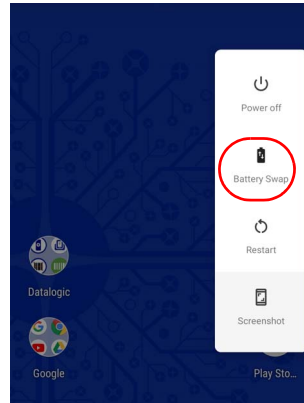 Power off
Battery Swap
Restart
Screenshot
Datalogic
Google
Play Sto...